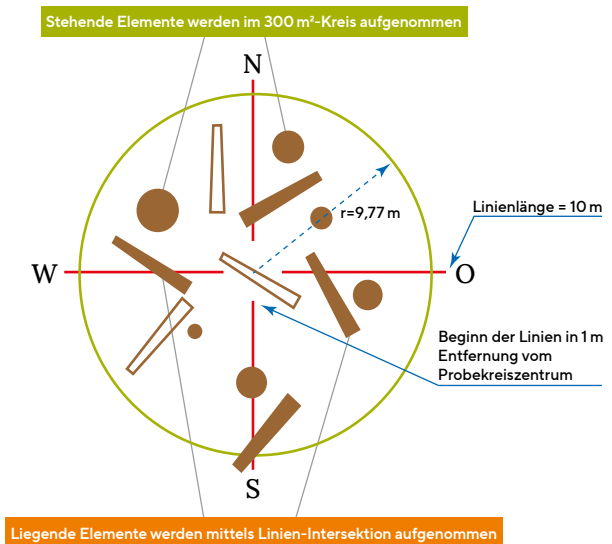 Stehende Elemente werden im 300 m²-Kreis aufgenommen
N
r=9,77 m
Linienlänge = 10 m
W
O
Beginn der Linien in 1 m
Entfernung vom
Probekreiszentrum
S
Liegende Elemente werden mittels Linien-Intersektion aufgenommen